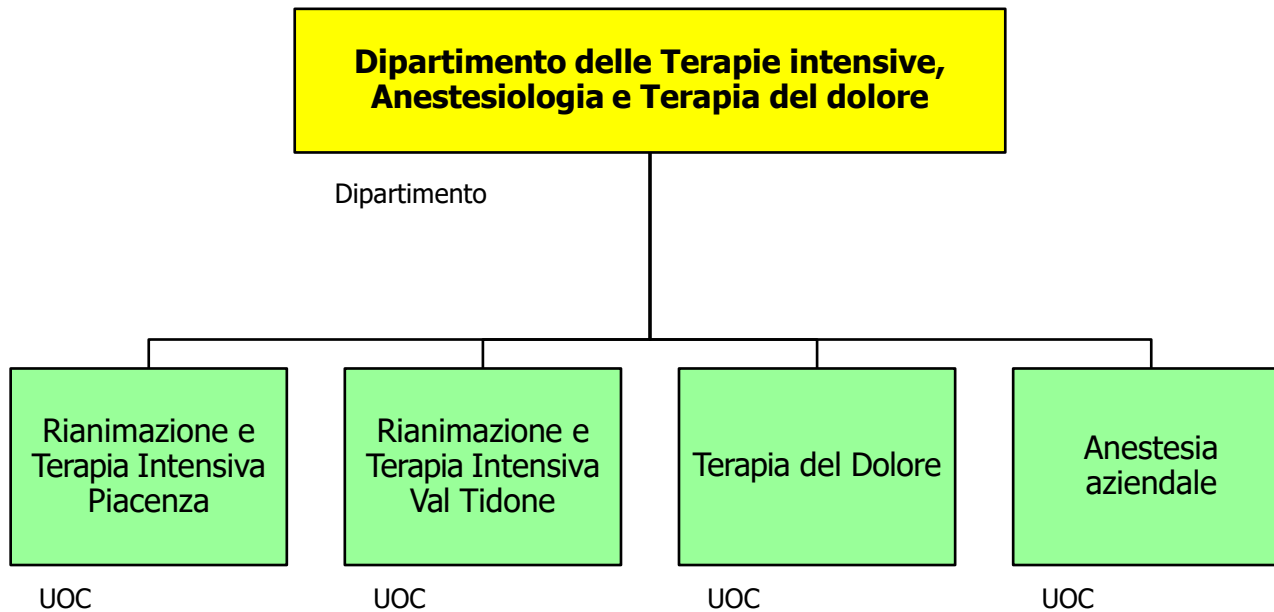 Dipartimento delle Terapie intensive,
Anestesiologia e Terapia del dolore
Dipartimento
Rianimazione e
Terapia Intensiva
Piacenza
Rianimazione e
Terapia Intensiva
Val Tidone
Terapia del Dolore
Anestesia
aziendale
UOC
UOC
UOC
UOC